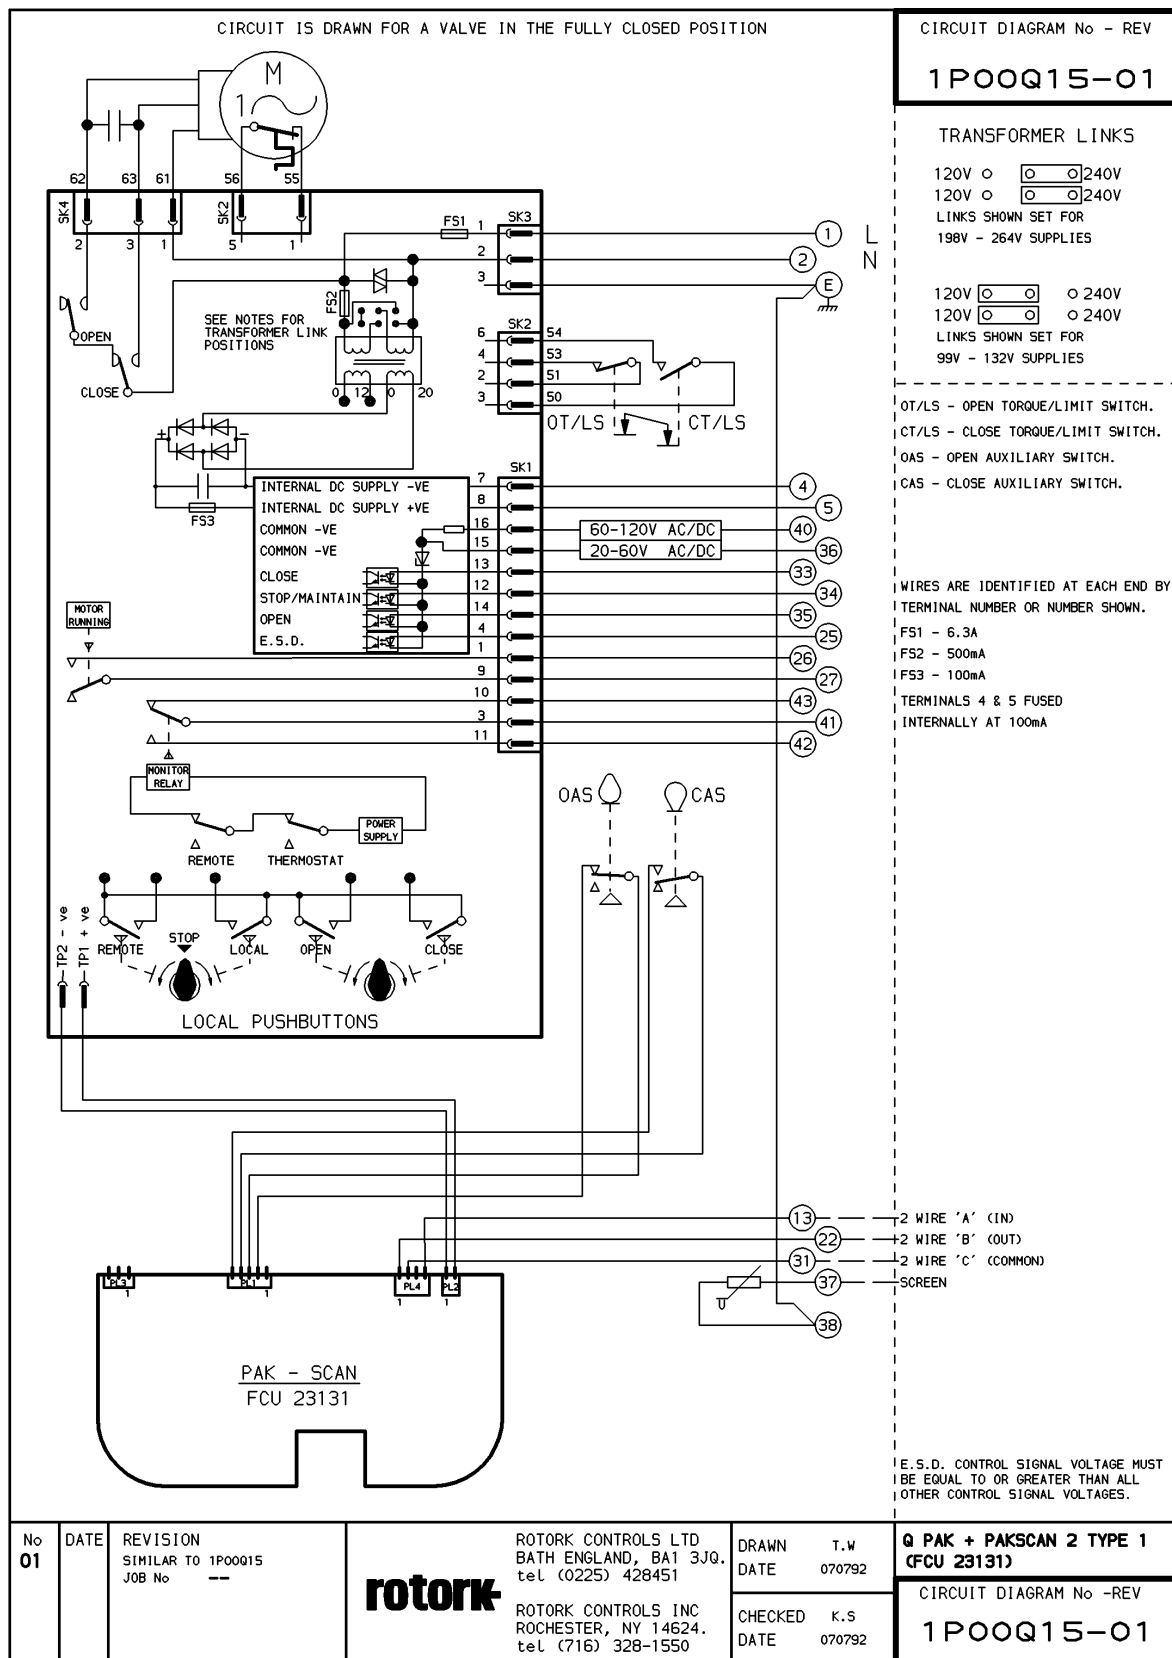 CIRCUIT IS DRAWN FOR A VALVE IN THE FULLY CLOSED POSITION
CIRCUIT DIAGRAM No - REV
1P00Q15-01
TRANSFORMER LINKS
120V 240V
120V 240V
LINKS SHOWN SET FOR
198V - 264V SUPPLIES
120V 240V
120V 240V
LINKS SHOWN SET FOR
99V - 132V SUPPLIES
OT/LS - OPEN TORQUE/LIMIT SWITCH.
CT/LS - CLOSE TORQUE/LIMIT SWITCH.
OAS - OPEN AUXILIARY SWITCH.
CAS - CLOSE AUXILIARY SWITCH.
WIRES ARE IDENTIFIED AT EACH END BY
TERMINAL NUMBER OR NUMBER SHOWN.
FS1 - 6.3A
FS2 - 500mA
FS3 - 100mA
TERMINALS 4 & 5 FUSED
INTERNALLY AT 100mA
M
1
62 63 61 56 55
SK4
SK2
2 3 1 5 1
FS1
SK3
1 1 L
2 2 N
3 E
FS2
SEE NOTES FOR
TRANSFORMER LINK
POSITIONS
OPEN
CLOSE
0 12 0 20
SK2
6 54
4 53
2 51
3 50
OT/LS CT/LS
+ -
FS3
SK1
INTERNAL DC SUPPLY -VE 7 4
INTERNAL DC SUPPLY +VE 8 5
COMMON -VE 16 60-120V AC/DC 40
COMMON -VE 15 20-60V AC/DC 36
CLOSE 13 33
STOP/MAINTAIN 12 34
OPEN 14 35
E.S.D. 4 25
1 26
9 27
10 43
3 41
11 42
MOTOR
RUNNING
MONITOR
RELAY
POWER
SUPPLY
REMOTE THERMOSTAT
OAS CAS
TP2 - ve
TP1 + ve
REMOTE STOP LOCAL OPEN CLOSE
LOCAL PUSHBUTTONS
13 2 WIRE 'A' (IN)
22 2 WIRE 'B' (OUT)
31 2 WIRE 'C' (COMMON)
37 SCREEN
38
U
PL3 PL1 PL4 PL2
1 1 1 1
PAK - SCAN
FCU 23131
E.S.D. CONTROL SIGNAL VOLTAGE MUST
BE EQUAL TO OR GREATER THAN ALL
OTHER CONTROL SIGNAL VOLTAGES.
No DATE REVISION
01 SIMILAR TO 1P00Q15
JOB No --
rotork
ROTORK CONTROLS LTD
BATH ENGLAND, BA1 3JQ.
tel (0225) 428451
ROTORK CONTROLS INC
ROCHESTER, NY 14624.
tel (716) 328-1550
DRAWN T.W
DATE 070792
CHECKED K.S
DATE 070792
Q PAK + PAKSCAN 2 TYPE 1
(FCU 23131)
CIRCUIT DIAGRAM No -REV
1P00Q15-01